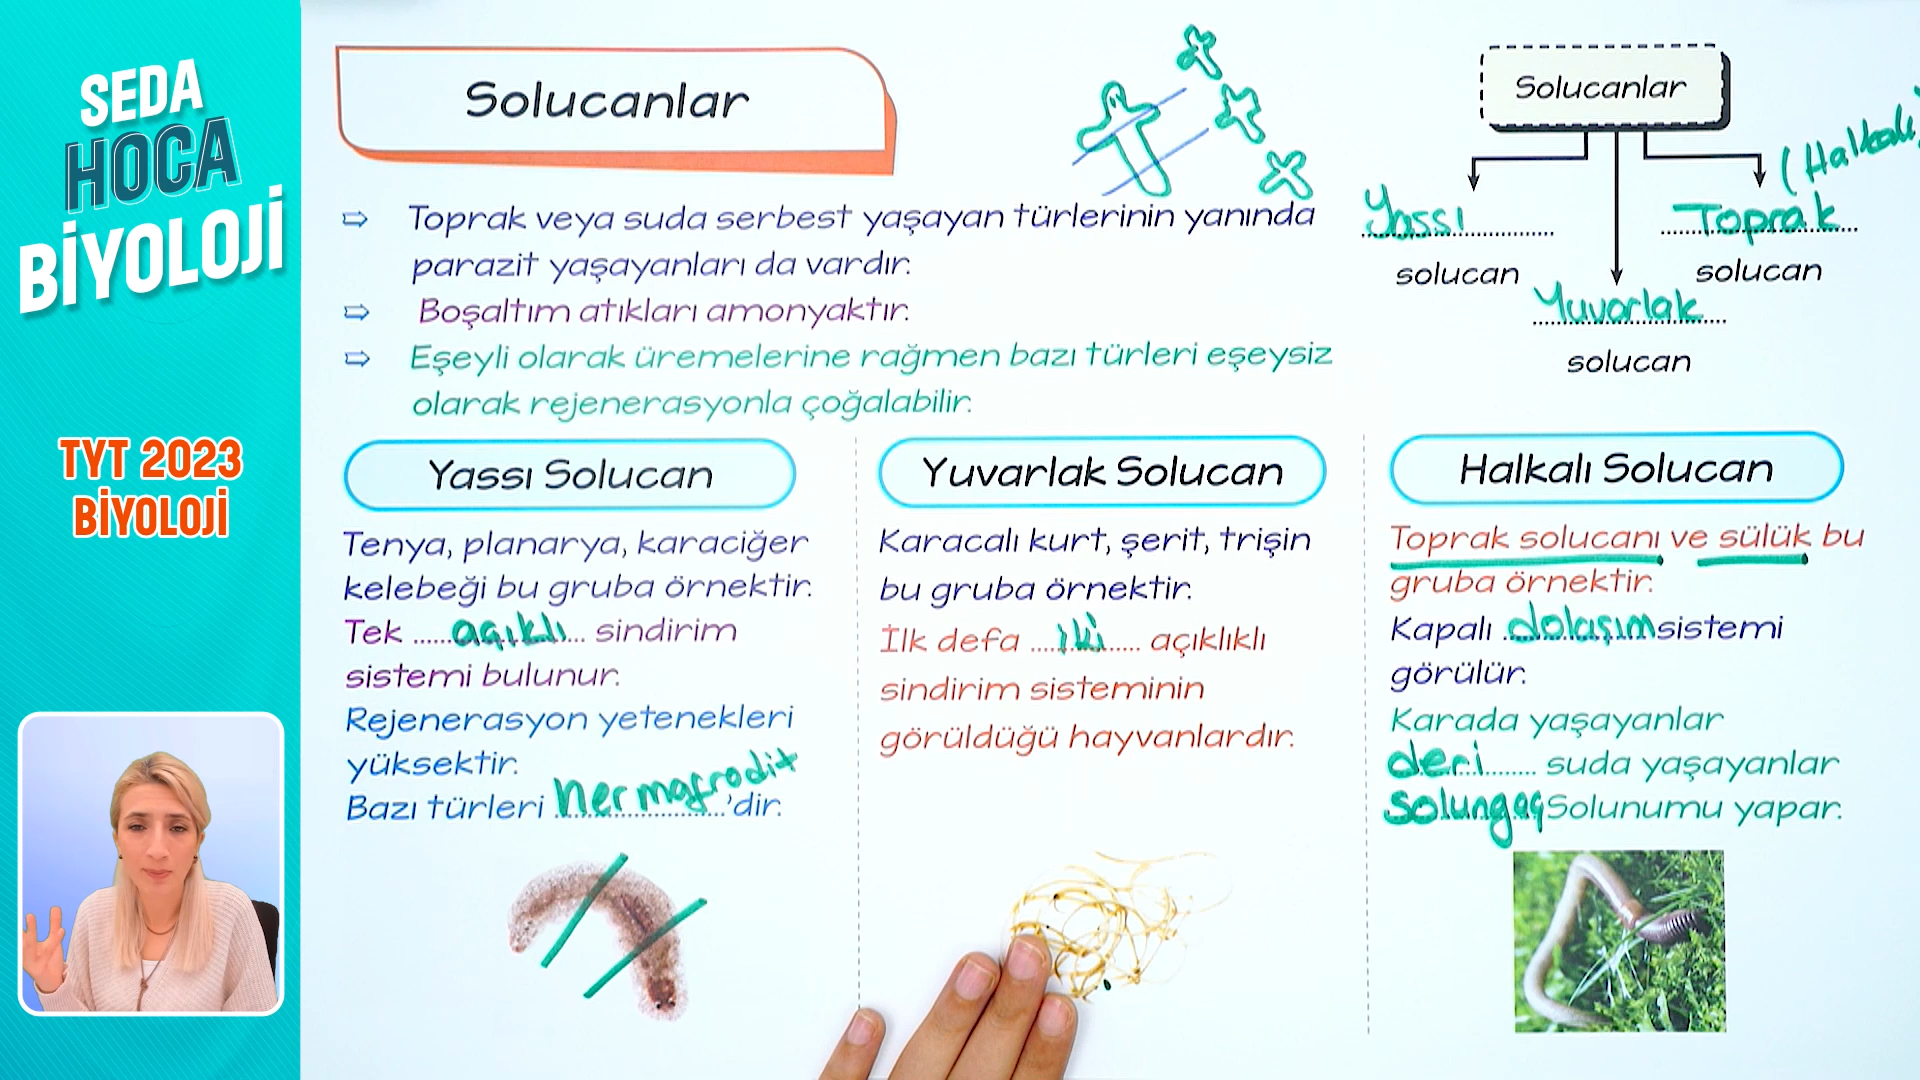 SEDA
HOCA
BİYOLOJİ
TYT 2023
BİYOLOJİ
Solucanlar
⇨ Toprak veya suda serbest yaşayan türlerinin yanında
parazit yaşayanları da vardır.
⇨ Boşaltım atıkları amonyaktır.
⇨ Eşeyli olarak üremelerine rağmen bazı türleri eşeysiz
olarak rejenerasyonla çoğalabilir.
Solucanlar
Yassı
solucan
Yuvarlak
solucan
(Halkalı)
Toprak
solucan
Yassı Solucan
Tenya, planarya, karaciğer
kelebeği bu gruba örnektir.
Tek açıklı sindirim
sistemi bulunur.
Rejenerasyon yetenekleri
yüksektir.
Bazı türleri hermafrodit'dir.
Yuvarlak Solucan
Karacalı kurt, şerit, trişin
bu gruba örnektir.
İlk defa iki açıklıklı
sindirim sisteminin
görüldüğü hayvanlardır.
Halkalı Solucan
Toprak solucanı ve sülük bu
gruba örnektir.
Kapalı dolaşım sistemi
görülür.
Karada yaşayanlar
deri suda yaşayanlar
Solungaç Solunumu yapar.